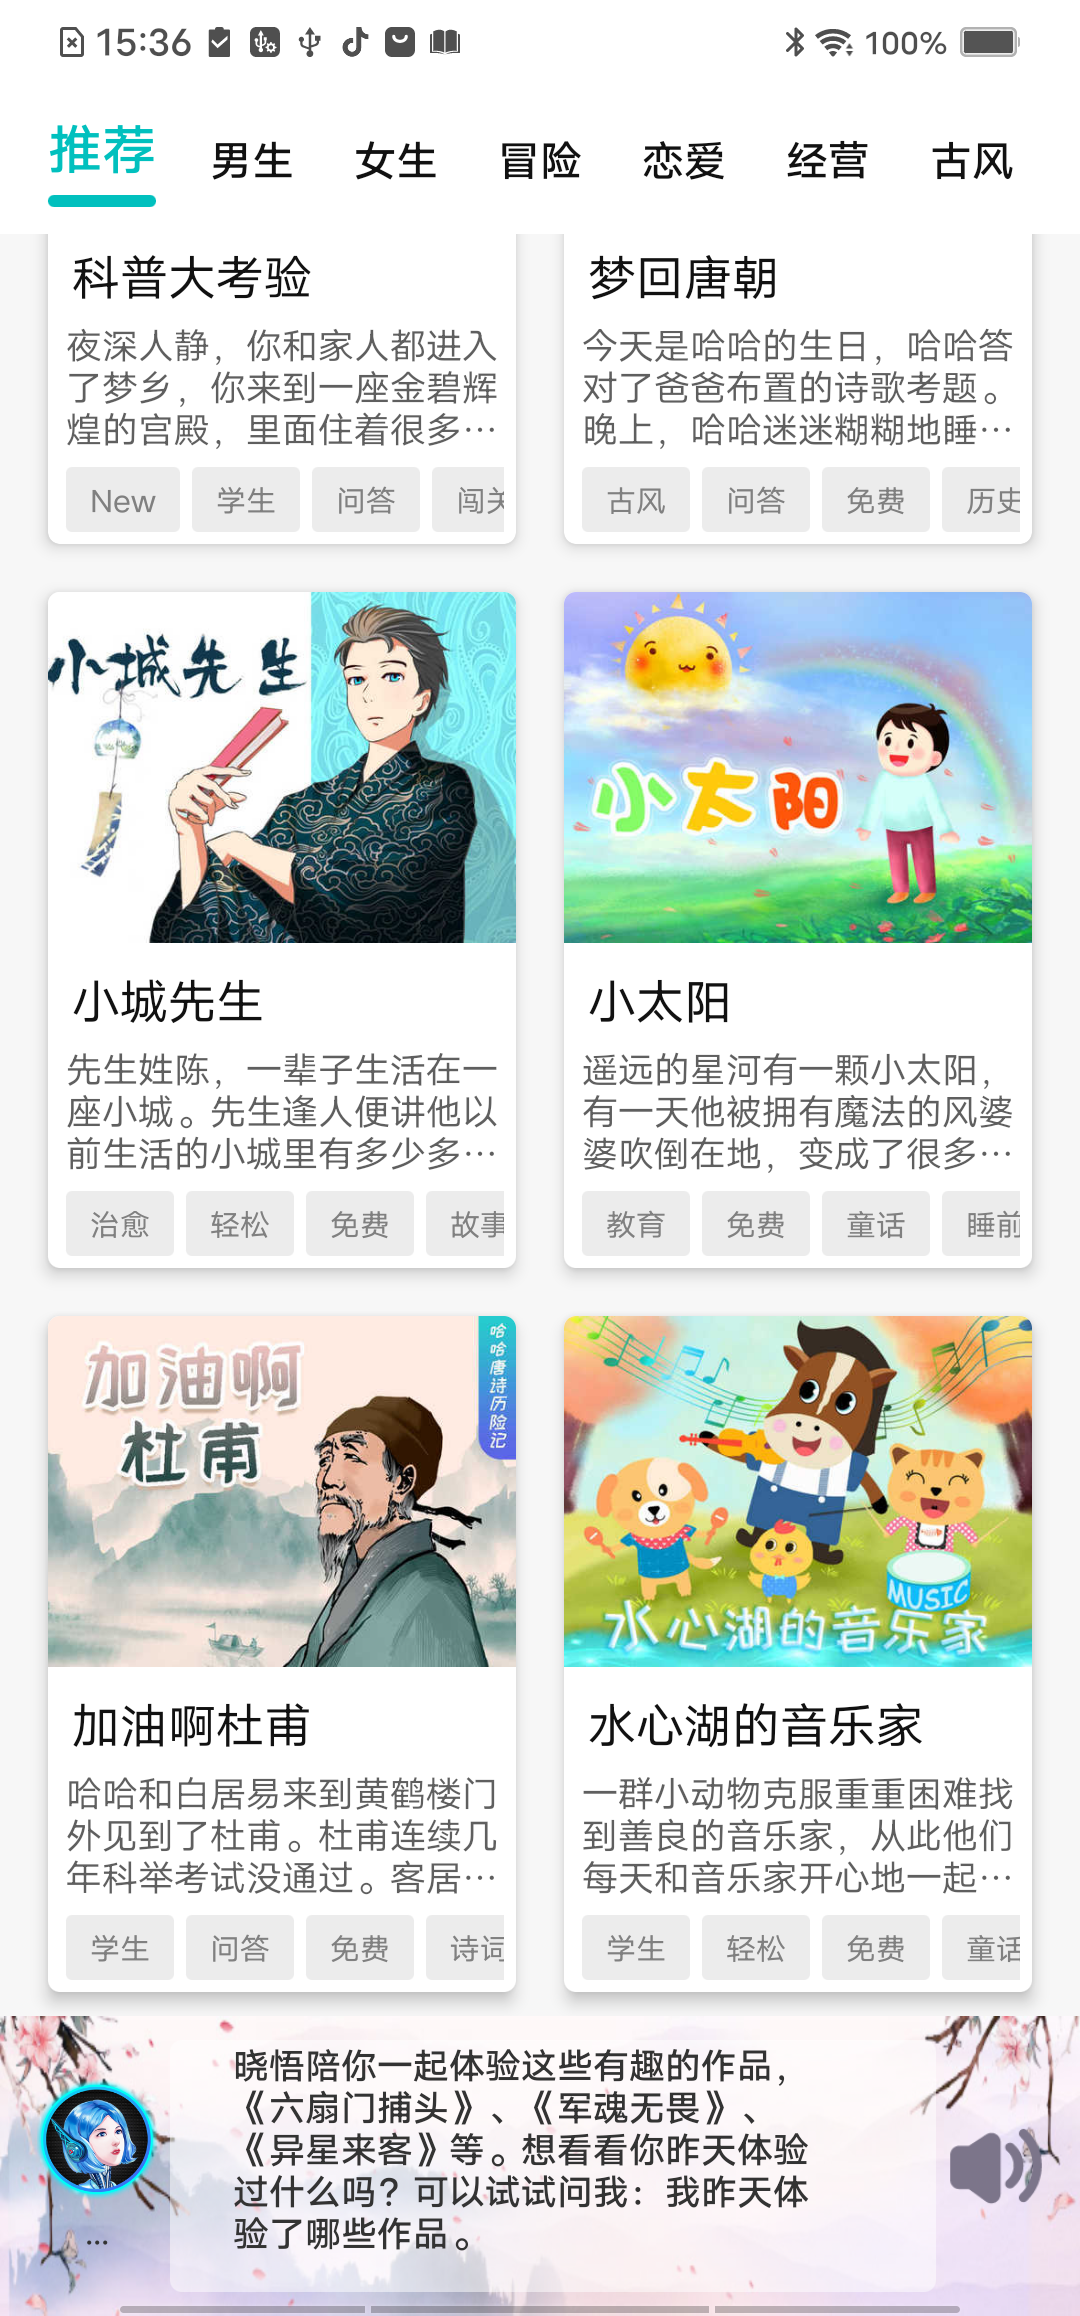 15:36
100%
推荐 男生 女生 冒险 恋爱 经营 古风
科普大考验
夜深人静，你和家人都进入
了梦乡，你来到一座金碧辉
煌的宫殿，里面住着很多…
New 学生 问答 闯关
梦回唐朝
今天是哈哈的生日，哈哈答
对了爸爸布置的诗歌考题。
晚上，哈哈迷迷糊糊地睡…
古风 问答 免费 历史
小城先生
小城先生
先生姓陈，一辈子生活在一
座小城。先生逢人便讲他以
前生活的小城里有多少多…
治愈 轻松 免费 故事
小太阳
小太阳
遥远的星河有一颗小太阳，
有一天他被拥有魔法的风婆
婆吹倒在地，变成了很多…
教育 免费 童话 睡前
加油啊
杜甫
哈哈唐诗历险记
加油啊杜甫
哈哈和白居易来到黄鹤楼门
外见到了杜甫。杜甫连续几
年科举考试没通过。客居…
学生 问答 免费 诗词
MUSIC
水心湖的音乐家
水心湖的音乐家
一群小动物克服重重困难找
到善良的音乐家，从此他们
每天和音乐家开心地一起…
学生 轻松 免费 童话
晓悟陪你一起体验这些有趣的作品，
《六扇门捕头》、《军魂无畏》、
《异星来客》等。想看看你昨天体验
过什么吗？可以试试问我：我昨天体
验了哪些作品。
...